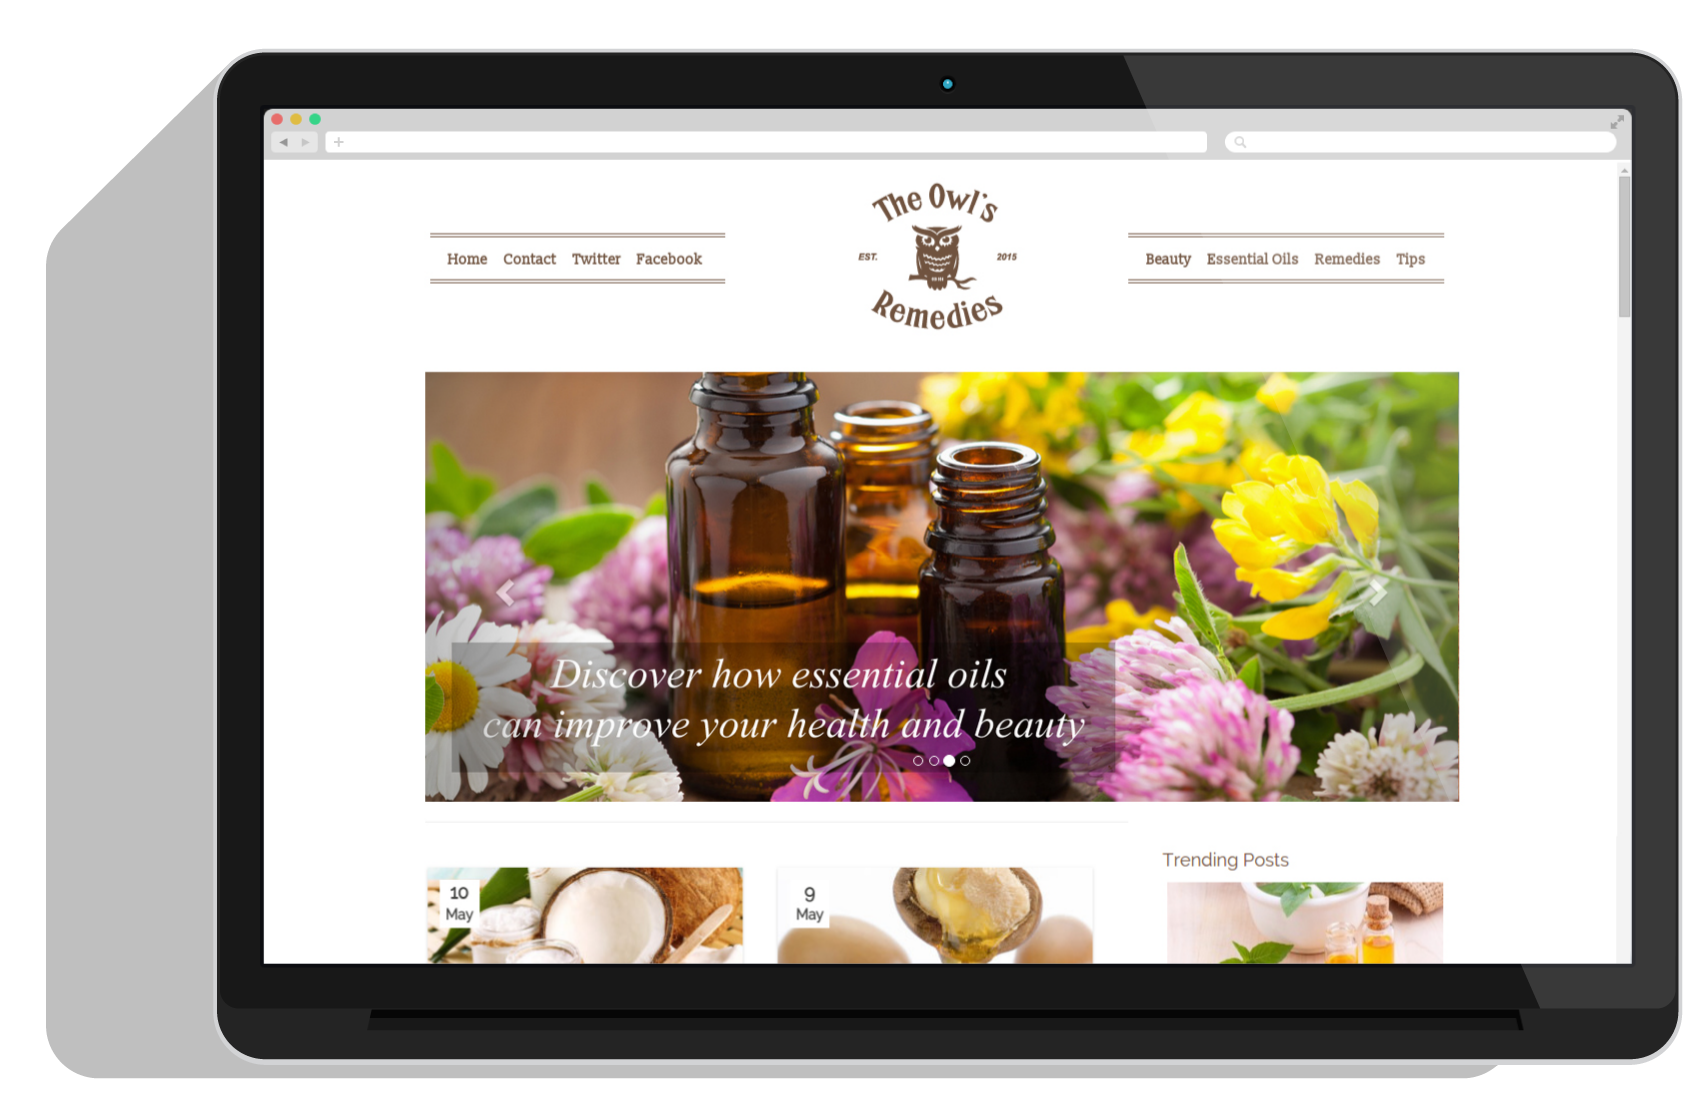 The Owl's
EST.
2015
Remedies
Home Contact Twitter Facebook
Beauty Essential Oils Remedies Tips
Discover how essential oils
can improve your health and beauty
Trending Posts
10
May
9
May